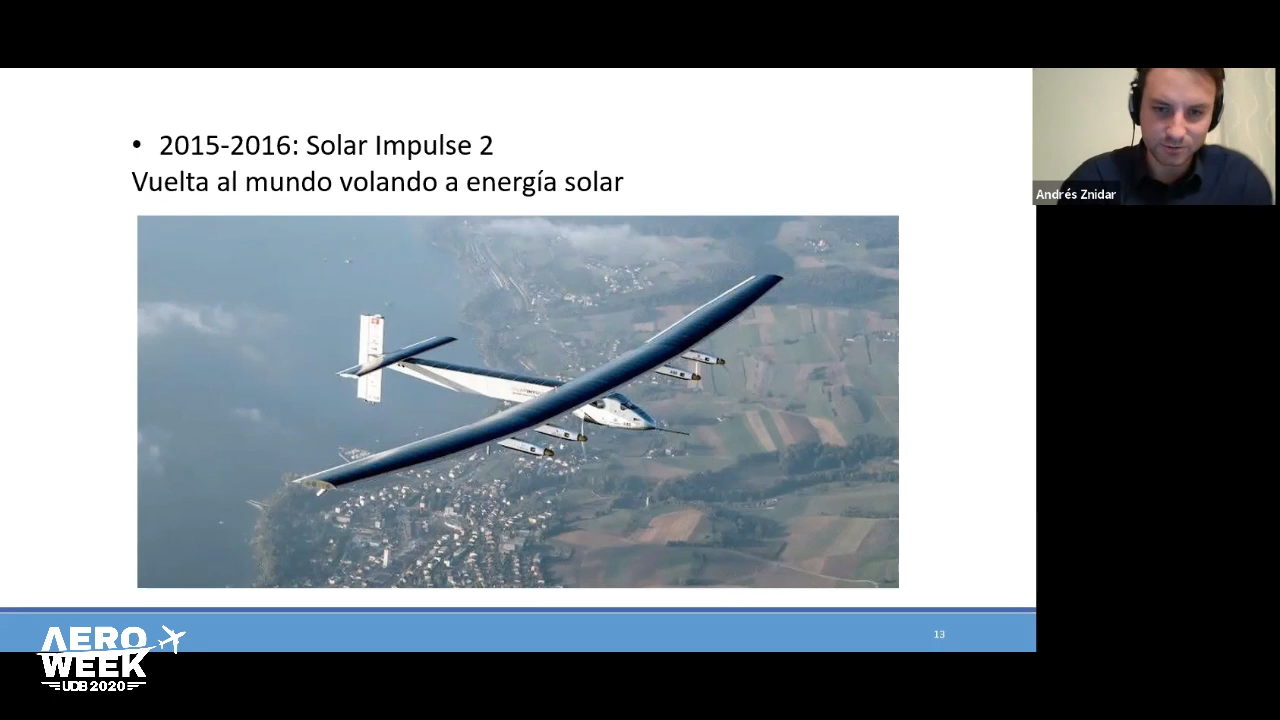 • 2015-2016: Solar Impulse 2
Vuelta al mundo volando a energía solar
Andrés Znidar
13
AERO
WEEK
UDB 2020